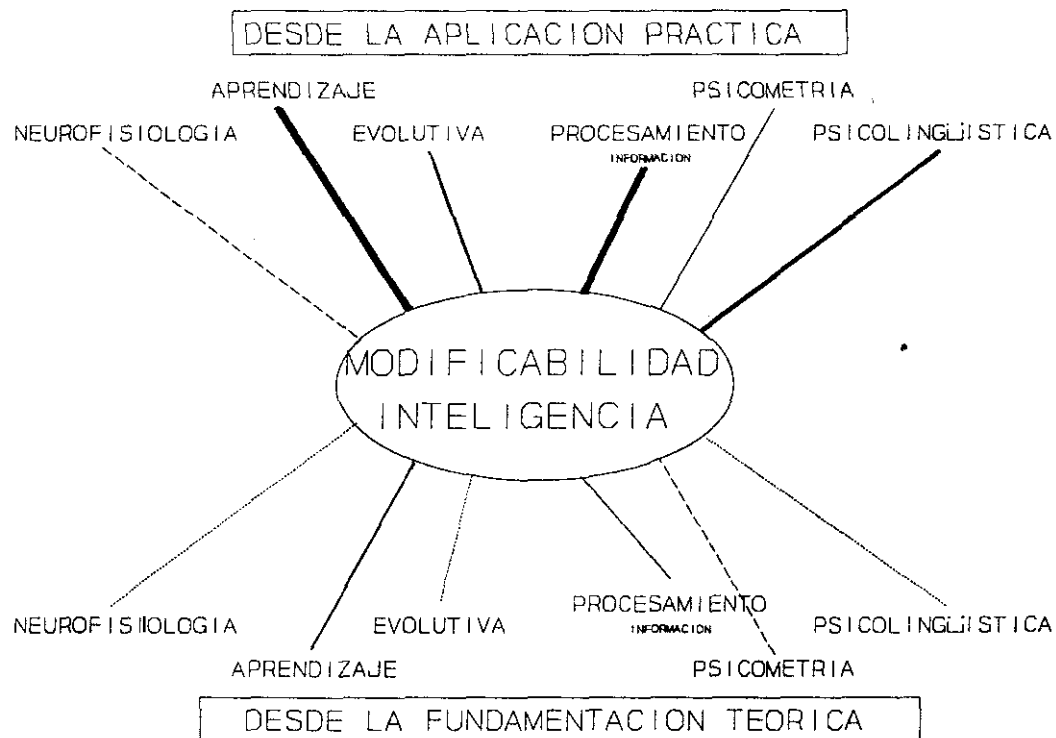 DESDE LA APLICACION PRACTICA
APRENDIZAJE PSICOMETRIA
NEUROFISIOLOGIA EVOLUTIVA PROCESAMIENTO PSICOLINGÜISTICA
INFORMACION
MODIFICABILIDAD
INTELIGENCIA
PROCESAMIENTO
NEUROFISIOLOGIA EVOLUTIVA INFORMACION PSICOLINGÜISTICA
APRENDIZAJE PSICOMETRIA
DESDE LA FUNDAMENTACION TEORICA